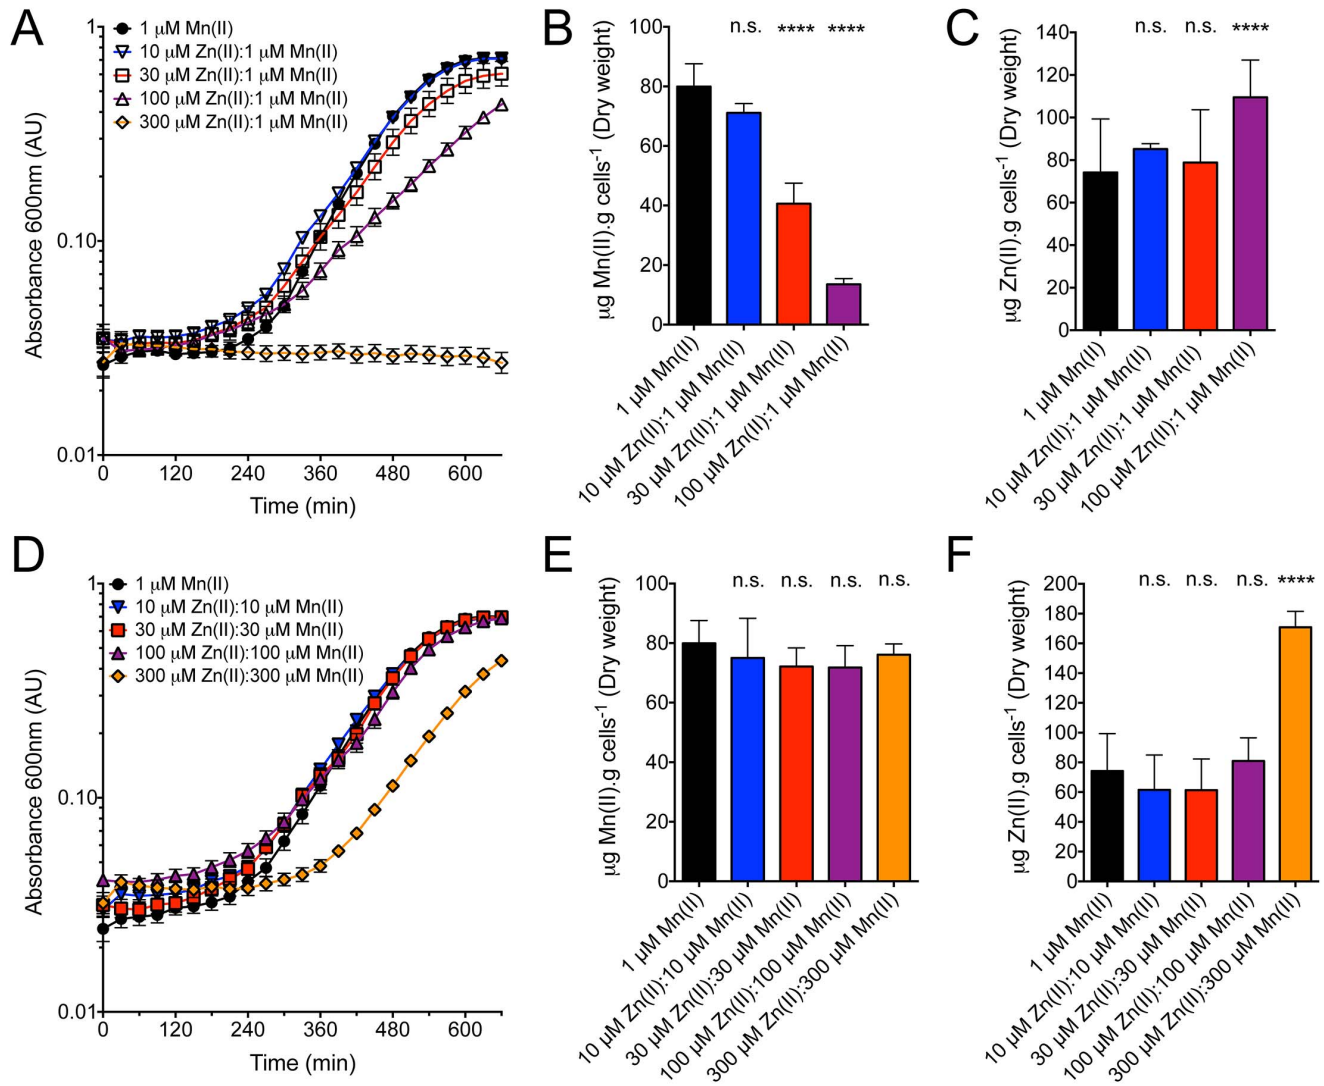 A
1
0.10
0.01
Absorbance 600nm (AU)
1 μM Mn(II)
10 μM Zn(II):1 μM Mn(II)
30 μM Zn(II):1 μM Mn(II)
100 μM Zn(II):1 μM Mn(II)
300 μM Zn(II):1 μM Mn(II)
0 120 240 360 480 600
Time (min)
B
100
80
60
40
20
0
μg Mn(II).g cells⁻¹ (Dry weight)
n.s. **** ****
1 μM Mn(II)
10 μM Zn(II):1 μM Mn(II)
30 μM Zn(II):1 μM Mn(II)
100 μM Zn(II):1 μM Mn(II)
C
140
120
100
80
60
40
20
0
μg Zn(II).g cells⁻¹ (Dry weight)
n.s. n.s. ****
1 μM Mn(II)
10 μM Zn(II):1 μM Mn(II)
30 μM Zn(II):1 μM Mn(II)
100 μM Zn(II):1 μM Mn(II)
D
1
0.10
0.01
Absorbance 600nm (AU)
1 μM Mn(II)
10 μM Zn(II):10 μM Mn(II)
30 μM Zn(II):30 μM Mn(II)
100 μM Zn(II):100 μM Mn(II)
300 μM Zn(II):300 μM Mn(II)
0 120 240 360 480 600
Time (min)
E
100
80
60
40
20
0
μg Mn(II).g cells⁻¹ (Dry weight)
n.s. n.s. n.s. n.s.
1 μM Mn(II)
10 μM Zn(II):10 μM Mn(II)
30 μM Zn(II):30 μM Mn(II)
100 μM Zn(II):100 μM Mn(II)
300 μM Zn(II):300 μM Mn(II)
F
200
180
160
140
120
100
80
60
40
20
0
μg Zn(II).g cells⁻¹ (Dry weight)
n.s. n.s. n.s. ****
1 μM Mn(II)
10 μM Zn(II):10 μM Mn(II)
30 μM Zn(II):30 μM Mn(II)
100 μM Zn(II):100 μM Mn(II)
300 μM Zn(II):300 μM Mn(II)